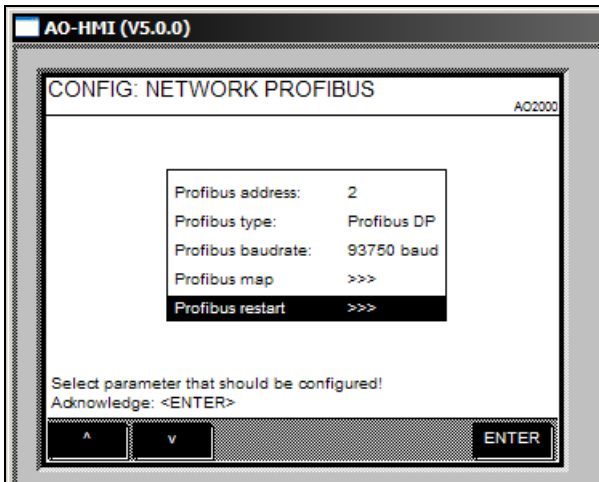 AO-HMI (V5.0.0)
CONFIG: NETWORK PROFIBUS
AO2000
Profibus address: 2
Profibus type: Profibus DP
Profibus baudrate: 93750 baud
Profibus map >>>
Profibus restart >>>
Select parameter that should be configured!
Adknowledge: <ENTER>
^ v ENTER